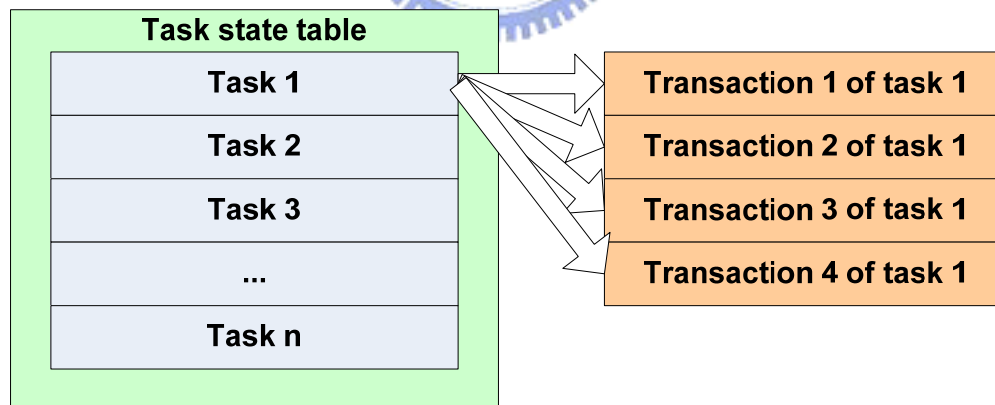 Task state table
Task 1
Task 2
Task 3
...
Task n
Transaction 1 of task 1
Transaction 2 of task 1
Transaction 3 of task 1
Transaction 4 of task 1